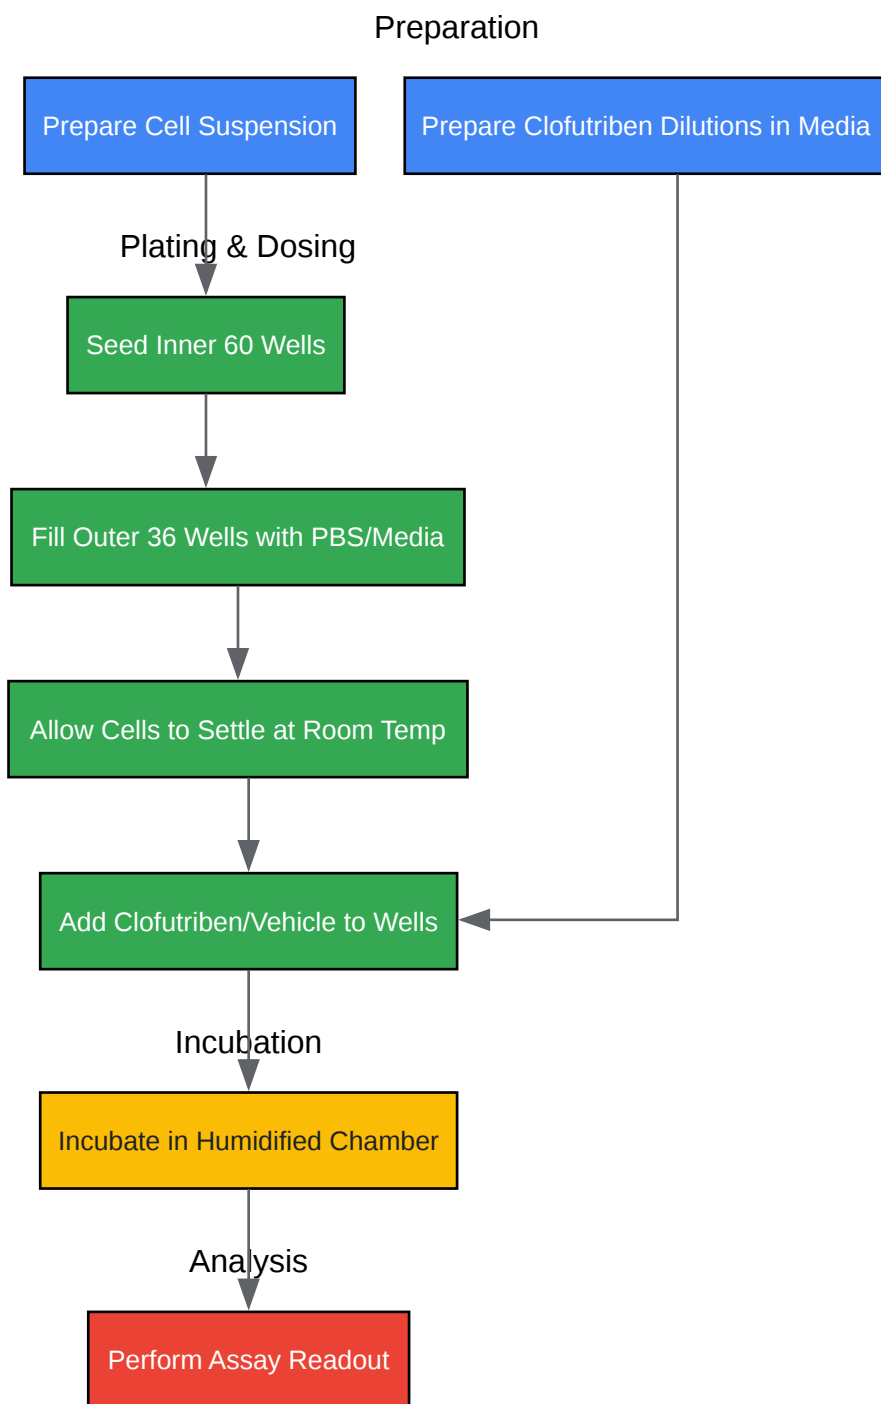 Preparation
Prepare Cell Suspension
Prepare Clofutriben Dilutions in Media
Plating & Dosing
Seed Inner 60 Wells
Fill Outer 36 Wells with PBS/Media
Allow Cells to Settle at Room Temp
Add Clofutriben/Vehicle to Wells
Incubation
Incubate in Humidified Chamber
Analysis
Perform Assay Readout